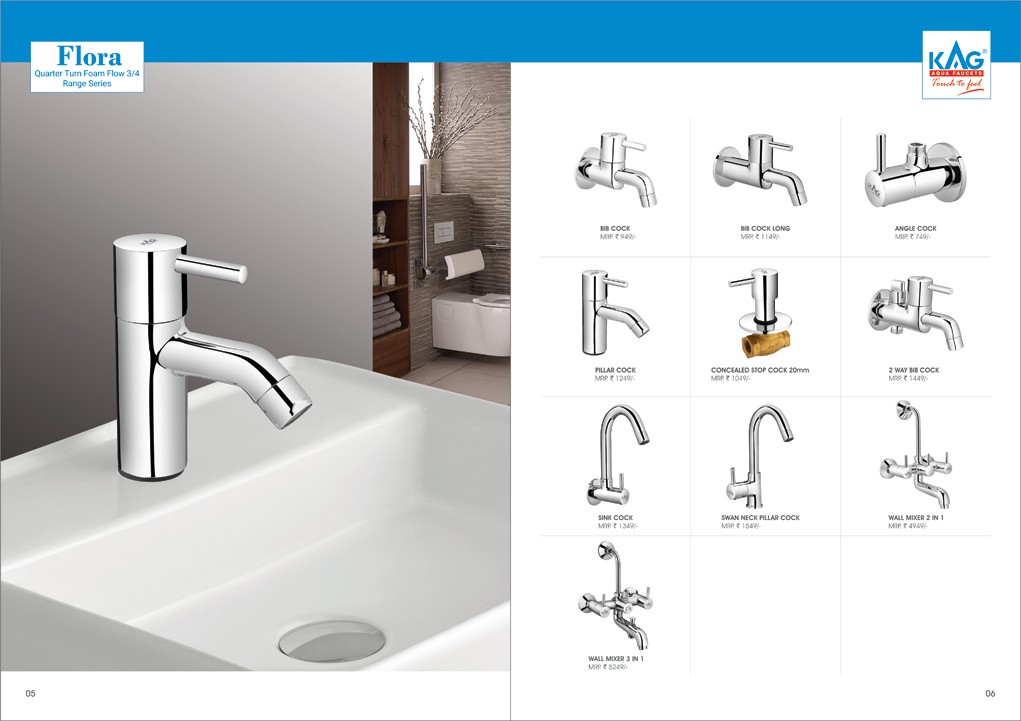 Flora
Quarter Turn Foam Flow 3/4
Range Series
KAG
KAG®
AQUA FAUCETS
Touch to feel
BIB COCK
MRP. ₹ 949/-
BIB COCK LONG
MRP. ₹ 1149/-
KAG
ANGLE COCK
MRP. ₹ 749/-
PILLAR COCK
MRP. ₹ 1249/-
CONCEALED STOP COCK 20mm
MRP. ₹ 1049/-
2 WAY BIB COCK
MRP. ₹ 1449/-
SINK COCK
MRP. ₹ 1349/-
SWAN NECK PILLAR COCK
MRP. ₹ 1549/-
WALL MIXER 2 IN 1
MRP. ₹ 4949/-
WALL MIXER 3 IN 1
MRP. ₹ 5249/-
05
06